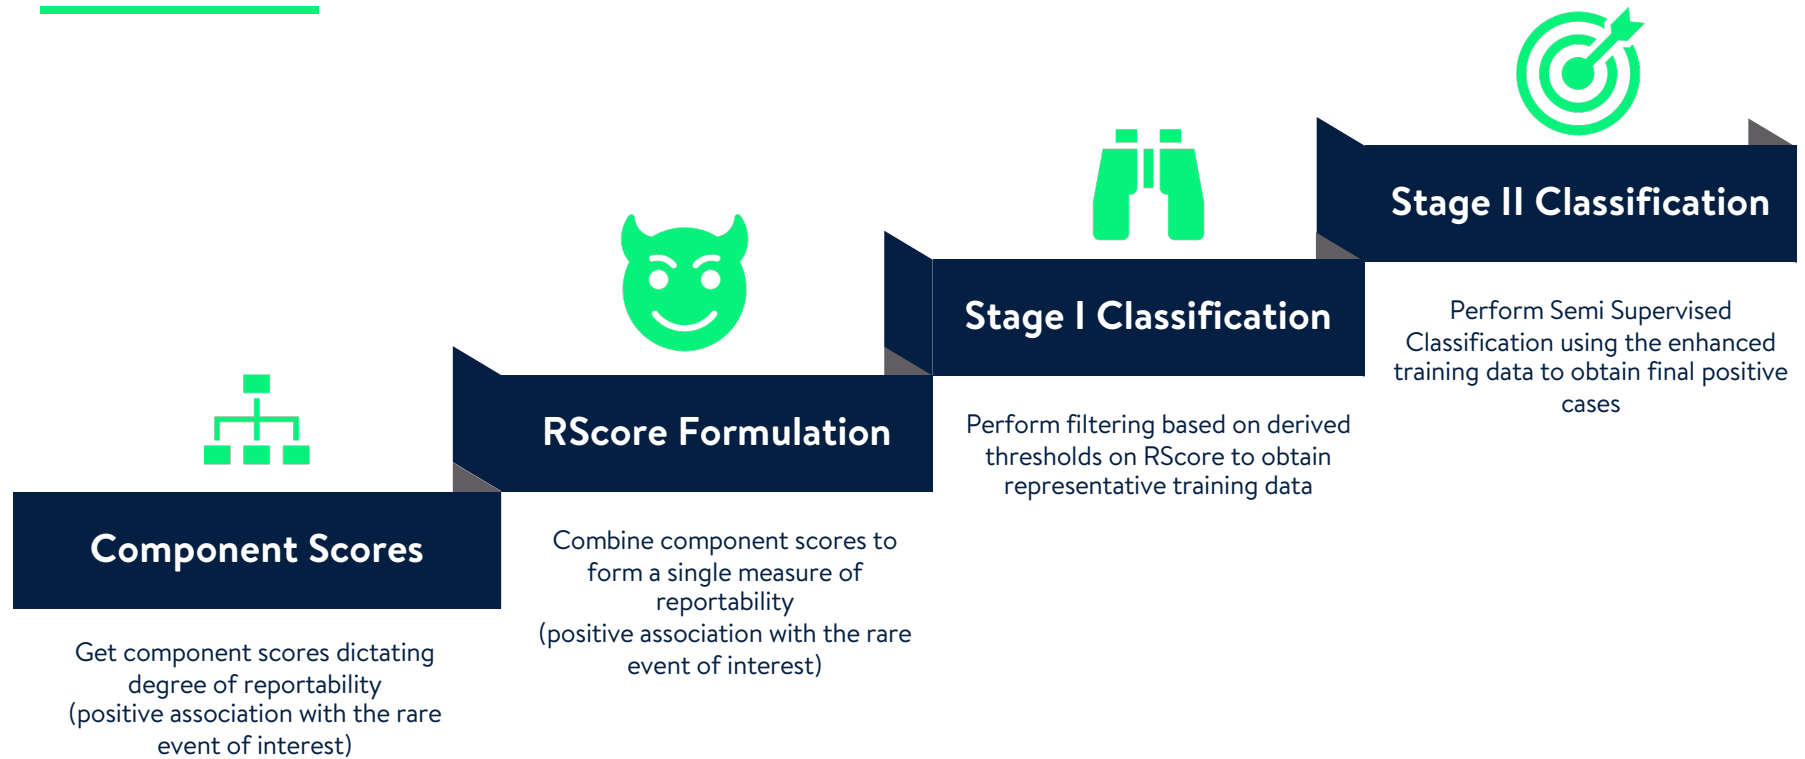 Component Scores
Get component scores dictating
degree of reportability
(positive association with the rare
event of interest)
RScore Formulation
Combine component scores to
form a single measure of
reportability
(positive association with the rare
event of interest)
Stage I Classification
Perform filtering based on derived
thresholds on RScore to obtain
representative training data
Stage II Classification
Perform Semi Supervised
Classification using the enhanced
training data to obtain final positive
cases